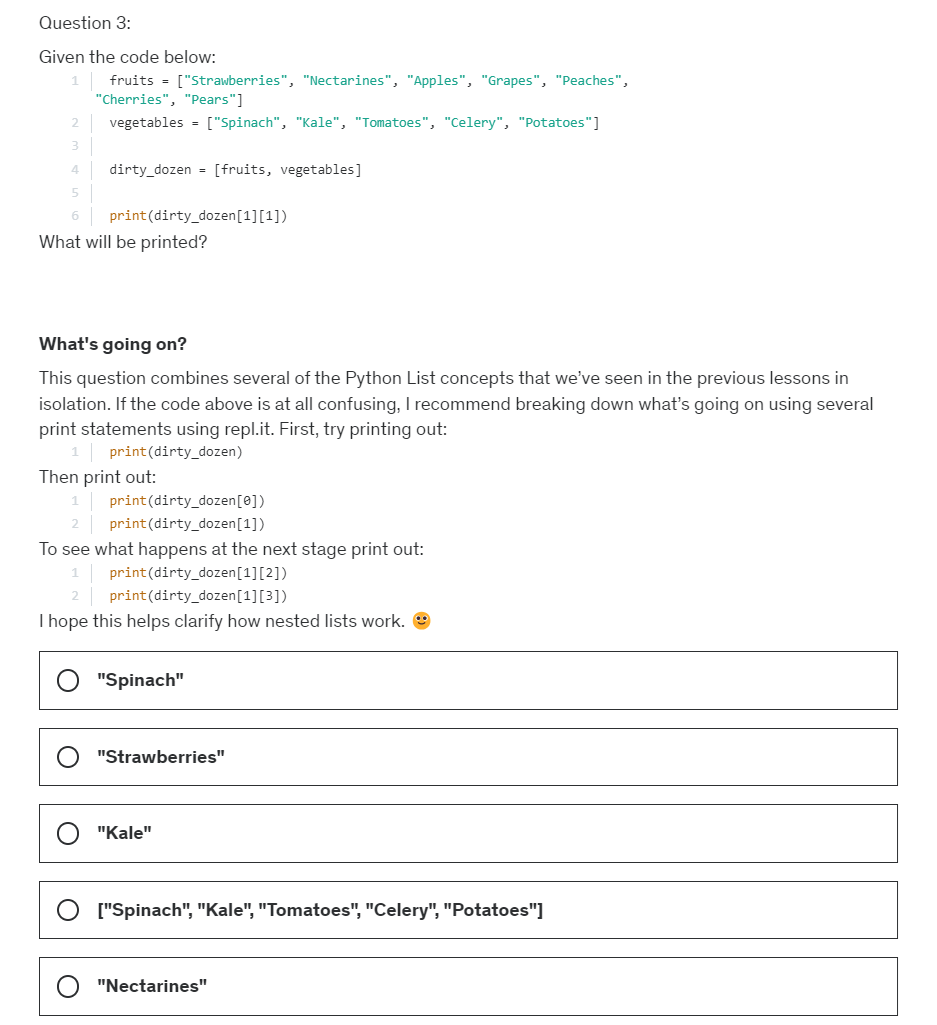 Question 3:
Given the code below:
1 fruits = ["Strawberries", "Nectarines", "Apples", "Grapes", "Peaches",
"Cherries", "Pears"]
2 vegetables = ["Spinach", "Kale", "Tomatoes", "Celery", "Potatoes"]
3
4 dirty_dozen = [fruits, vegetables]
5
6 print(dirty_dozen[1][1])
What will be printed?
What's going on?
This question combines several of the Python List concepts that we’ve seen in the previous lessons in
isolation. If the code above is at all confusing, I recommend breaking down what’s going on using several
print statements using repl.it. First, try printing out:
1 print(dirty_dozen)
Then print out:
1 print(dirty_dozen[0])
2 print(dirty_dozen[1])
To see what happens at the next stage print out:
1 print(dirty_dozen[1][2])
2 print(dirty_dozen[1][3])
I hope this helps clarify how nested lists work. 🙂
"Spinach"
"Strawberries"
"Kale"
["Spinach", "Kale", "Tomatoes", "Celery", "Potatoes"]
"Nectarines"